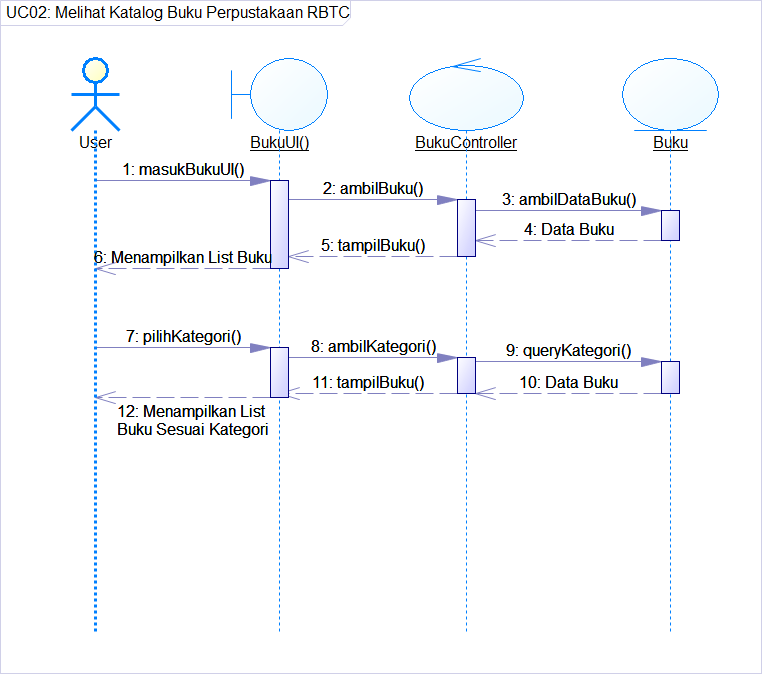 UC02: Melihat Katalog Buku Perpustakaan RBTC
User
BukuUI()
BukuController
Buku
1: masukBukuUI()
2: ambilBuku()
3: ambilDataBuku()
4: Data Buku
5: tampilBuku()
6: Menampilkan List Buku
7: pilihKategori()
8: ambilKategori()
9: queryKategori()
10: Data Buku
11: tampilBuku()
12: Menampilkan List
Buku Sesuai Kategori